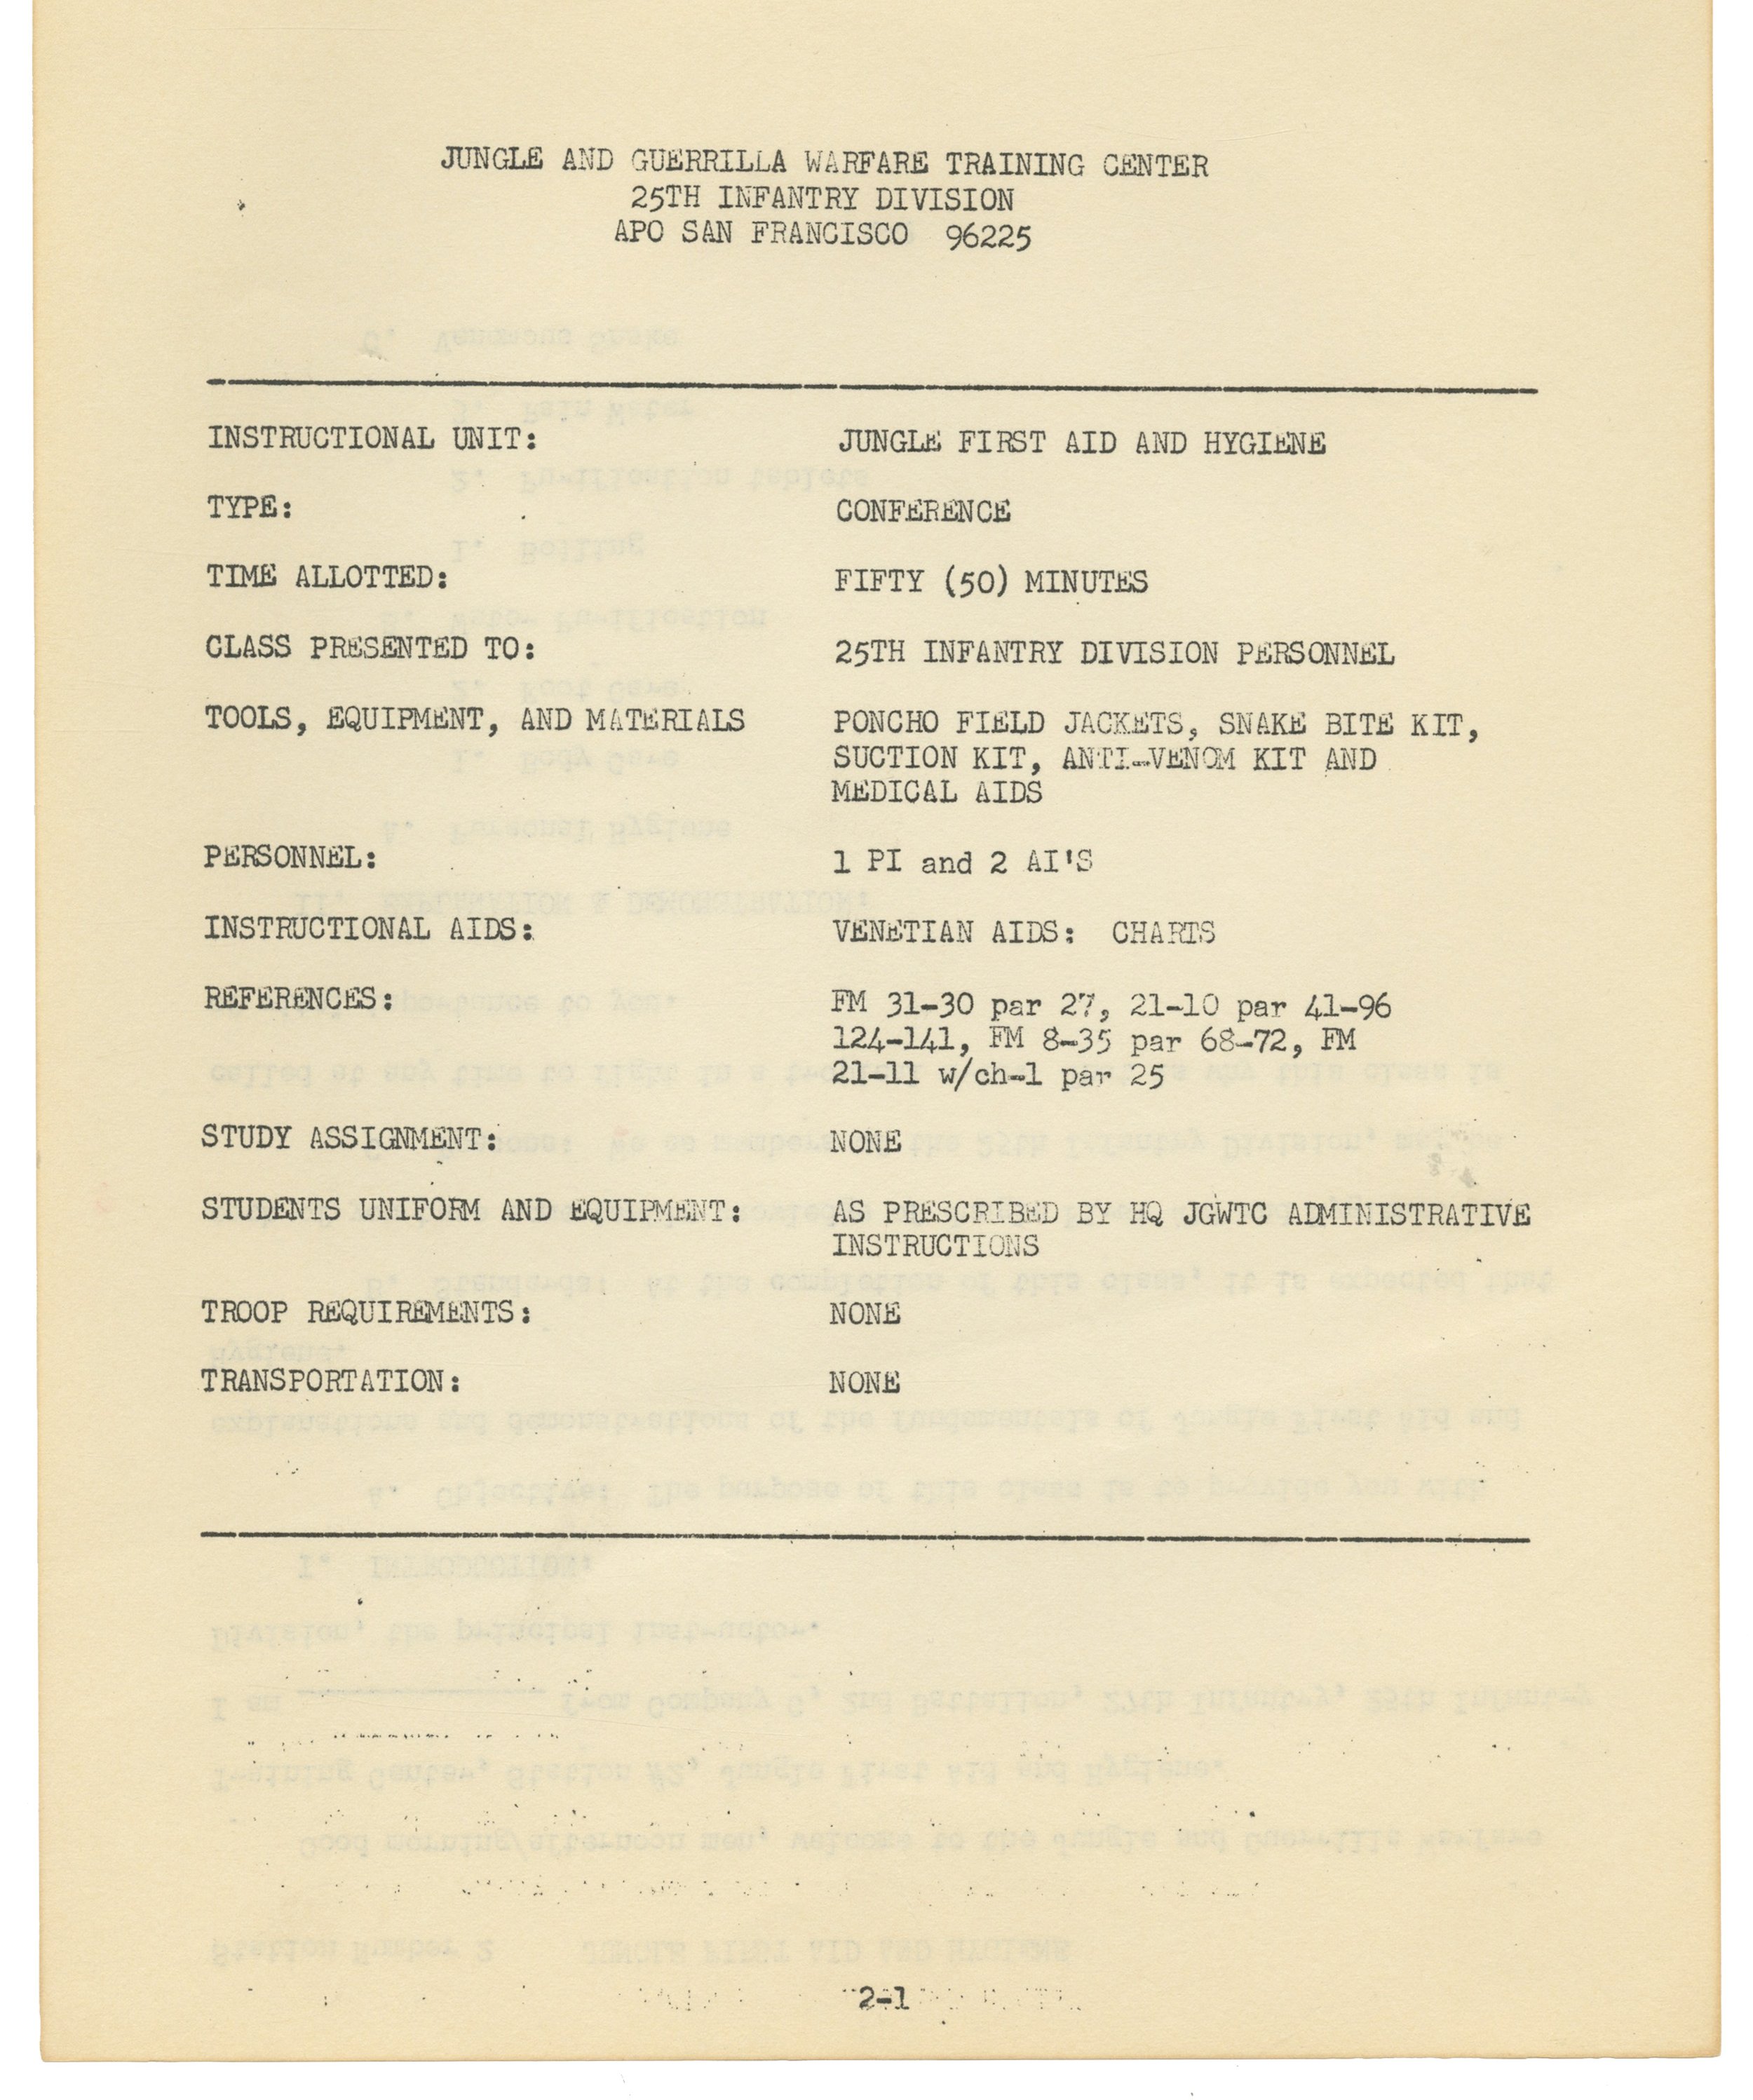 JUNGLE AND GUERRILLA WARFARE TRAINING CENTER
25TH INFANTRY DIVISION
APO SAN FRANCISCO 96225
INSTRUCTIONAL UNIT: JUNGLE FIRST AID AND HYGIENE
TYPE: CONFERENCE
TIME ALLOTTED: FIFTY (50) MINUTES
CLASS PRESENTED TO: 25TH INFANTRY DIVISION PERSONNEL
TOOLS, EQUIPMENT, AND MATERIALS PONCHO FIELD JACKETS, SNAKE BITE KIT,
SUCTION KIT, ANTI-VENOM KIT AND
MEDICAL AIDS
PERSONNEL: 1 PI and 2 AI'S
INSTRUCTIONAL AIDS: VENETIAN AIDS: CHARTS
REFERENCES: FM 31-30 par 27, 21-10 par 41-96
124-141, FM 8-35 par 68-72, FM
21-11 w/ch-1 par 25
STUDY ASSIGNMENT: NONE
STUDENTS UNIFORM AND EQUIPMENT: AS PRESCRIBED BY HQ JGWTC ADMINISTRATIVE
INSTRUCTIONS
TROOP REQUIREMENTS: NONE
TRANSPORTATION: NONE
2-1